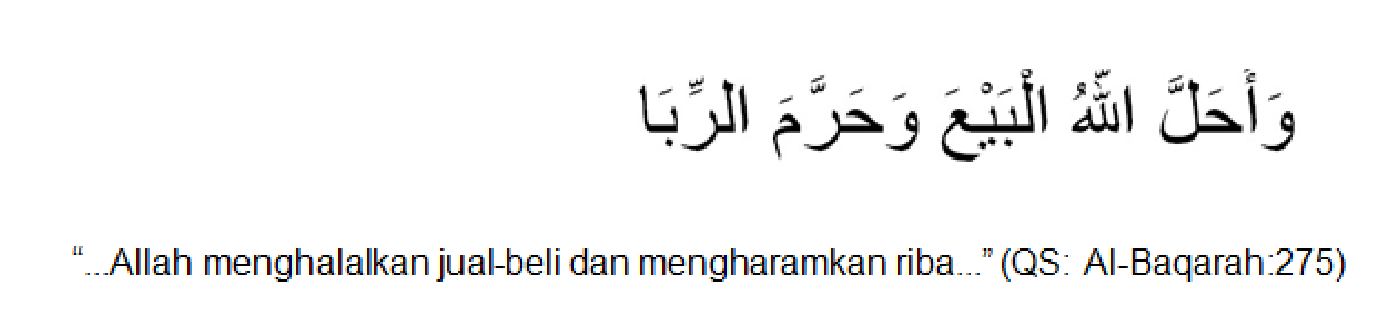 وَأَحَلَّ اللَّهُ الْبَيْعَ وَحَرَّمَ الرِّبَا
“...Allah menghalalkan jual-beli dan mengharamkan riba...” (QS: Al-Baqarah:275)